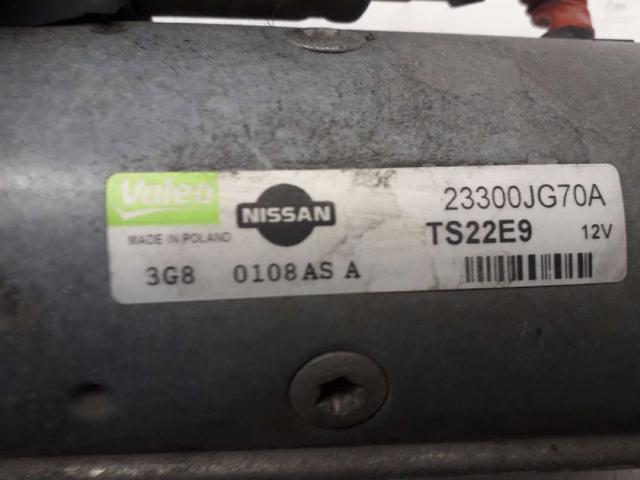 Valeo
MADE IN POLAND
NISSAN
23300JG70A
TS22E9 12V
3G8 0108AS A